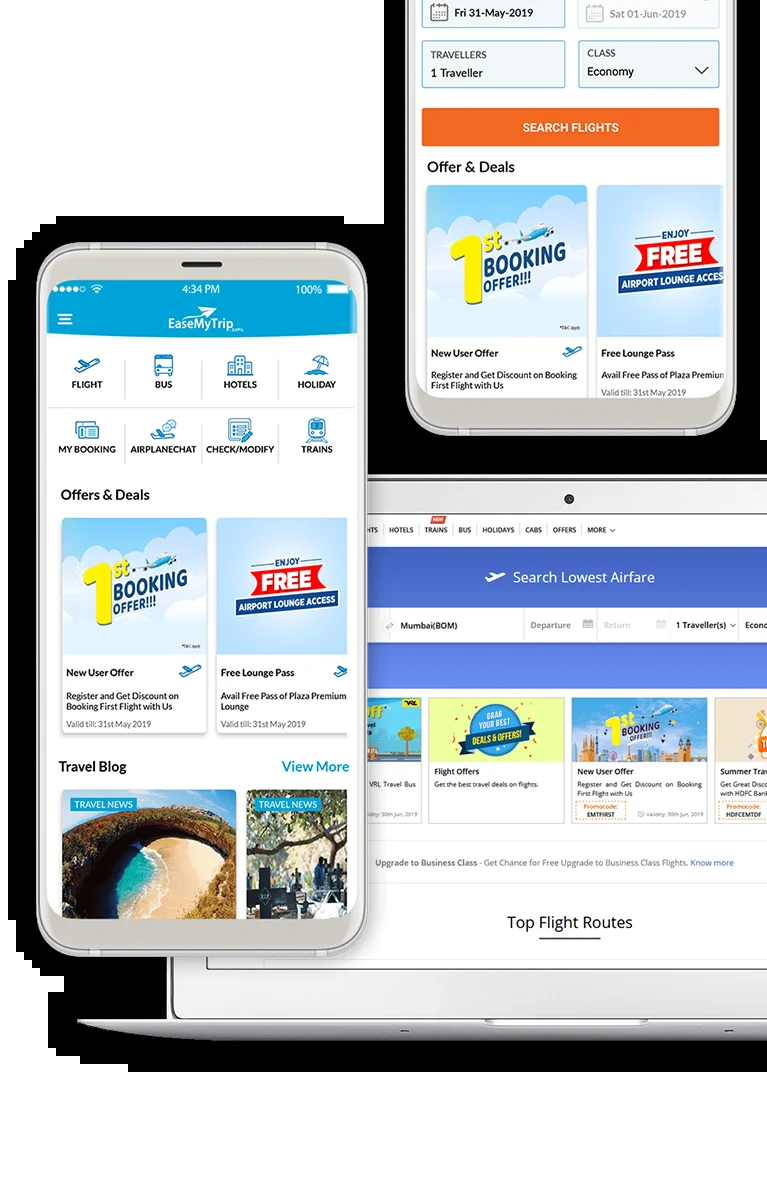 Fri 31-May-2019
Sat 01-Jun-2019
TRAVELLERS
1 Traveller
CLASS
Economy
SEARCH FLIGHTS
Offer & Deals
1st
BOOKING
OFFER!!!
*T&C Apply
New User Offer
Register and Get Discount on Booking
First Flight with Us
ENJOY
FREE
AIRPORT LOUNGE ACCES
Free Lounge Pass
Avail Free Pass of Plaza Premiun
Valid till: 31st May 2019
4:34 PM
100%
EaseMyTrip.com
FLIGHT
BUS
HOTELS
HOLIDAY
MY BOOKING
AIRPLANECHAT
CHECK/MODIFY
TRAINS
Offers & Deals
1st
BOOKING
OFFER!!!
*T&C Apply
New User Offer
Register and Get Discount on
Booking First Flight with Us
Valid till: 31st May 2019
ENJOY
FREE
AIRPORT LOUNGE ACCESS
Free Lounge Pass
Avail Free Pass of Plaza Premium
Lounge
Valid till: 31st May 2019
Travel Blog
View More
TRAVEL NEWS
TRAVEL NEWS
HTS
HOTELS
NEW
TRAINS
BUS
HOLIDAYS
CABS
OFFERS
MORE
Search Lowest Airfare
Mumbai(BOM)
Departure
Return
1 Traveller(s)
Econo
VRL
VRL Travel Bus
30th Jun, 2019
GRAB
YOUR BEST
DEALS & OFFERS!
Flight Offers
Get the best travel deals on flights.
1st
BOOKING
OFFER!!!
New User Offer
Register and Get Discount on Booking
First Flight with Us
Promocode:
EMTFIRST
Validity: 30th Jun, 2019
Summer Trav
Get Great Disco
with HDFC Bank
Promocode:
HDFCEMTDF
Upgrade to Business Class - Get Chance for Free Upgrade to Business Class Flights. Know more
Top Flight Routes